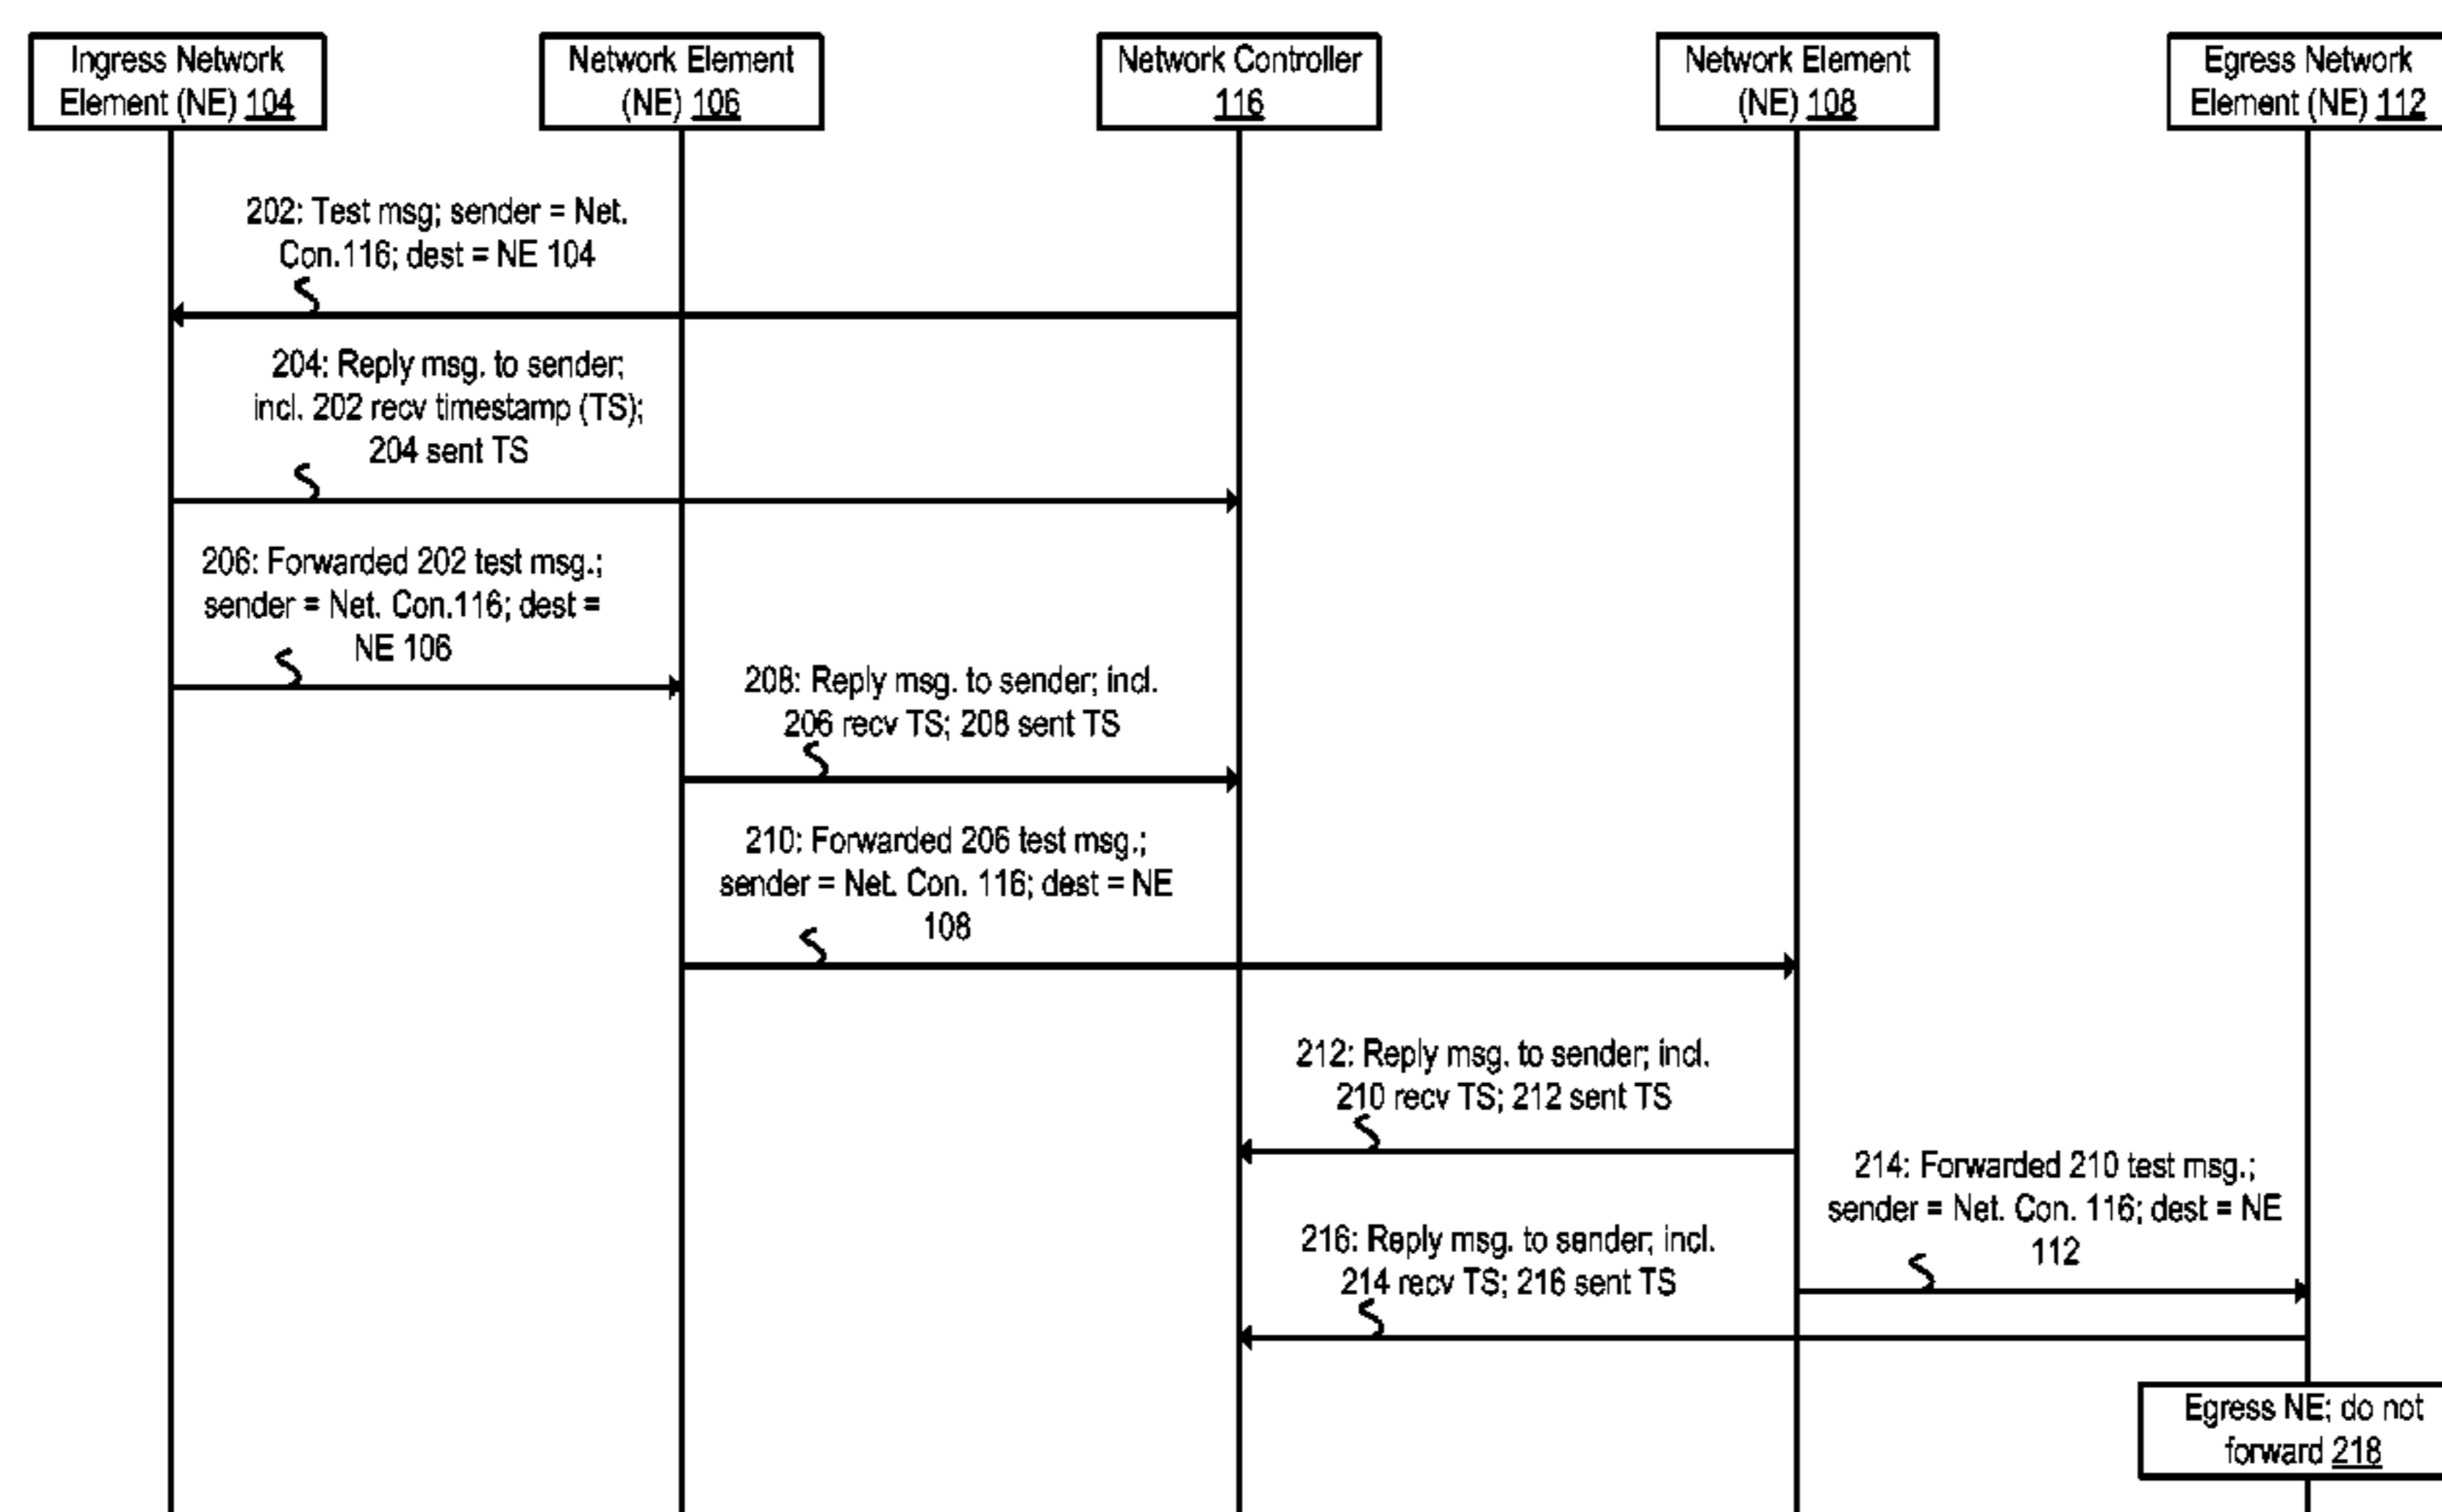 Ingress Network
Element (NE) 104
Network Element
(NE) 106
Network Controller
116
Network Element
(NE) 108
Egress Network
Element (NE) 112
202: Test msg; sender = Net.
Con.116; dest = NE 104
204: Reply msg. to sender;
incl. 202 recv timestamp (TS);
204 sent TS
206: Forwarded 202 test msg.;
sender = Net. Con.116; dest =
NE 106
208: Reply msg. to sender; incl.
206 recv TS; 208 sent TS
210: Forwarded 206 test msg.;
sender = Net. Con. 116; dest = NE
108
212: Reply msg. to sender; incl.
210 recv TS; 212 sent TS
214: Forwarded 210 test msg.;
sender = Net. Con. 116; dest = NE
112
216: Reply msg. to sender; incl.
214 recv TS; 216 sent TS
Egress NE; do not
forward 218